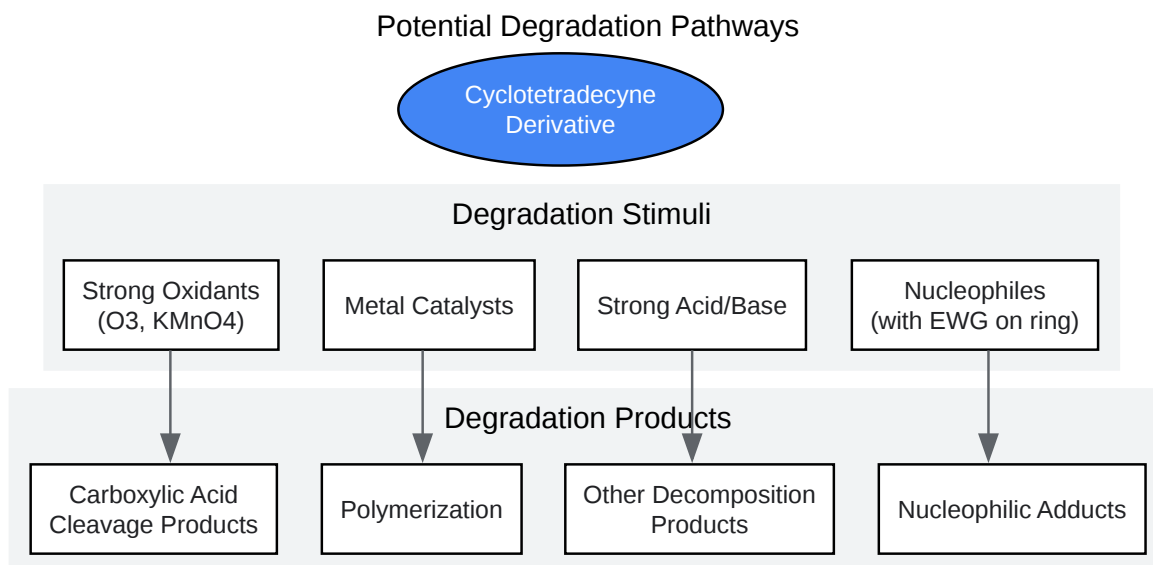 Potential Degradation Pathways
Cyclotetradecyne
Derivative
Degradation Stimuli
Strong Oxidants
(O3, KMnO4)
Metal Catalysts
Strong Acid/Base
Nucleophiles
(with EWG on ring)
Degradation Products
Carboxylic Acid
Cleavage Products
Polymerization
Other Decomposition
Products
Nucleophilic Adducts